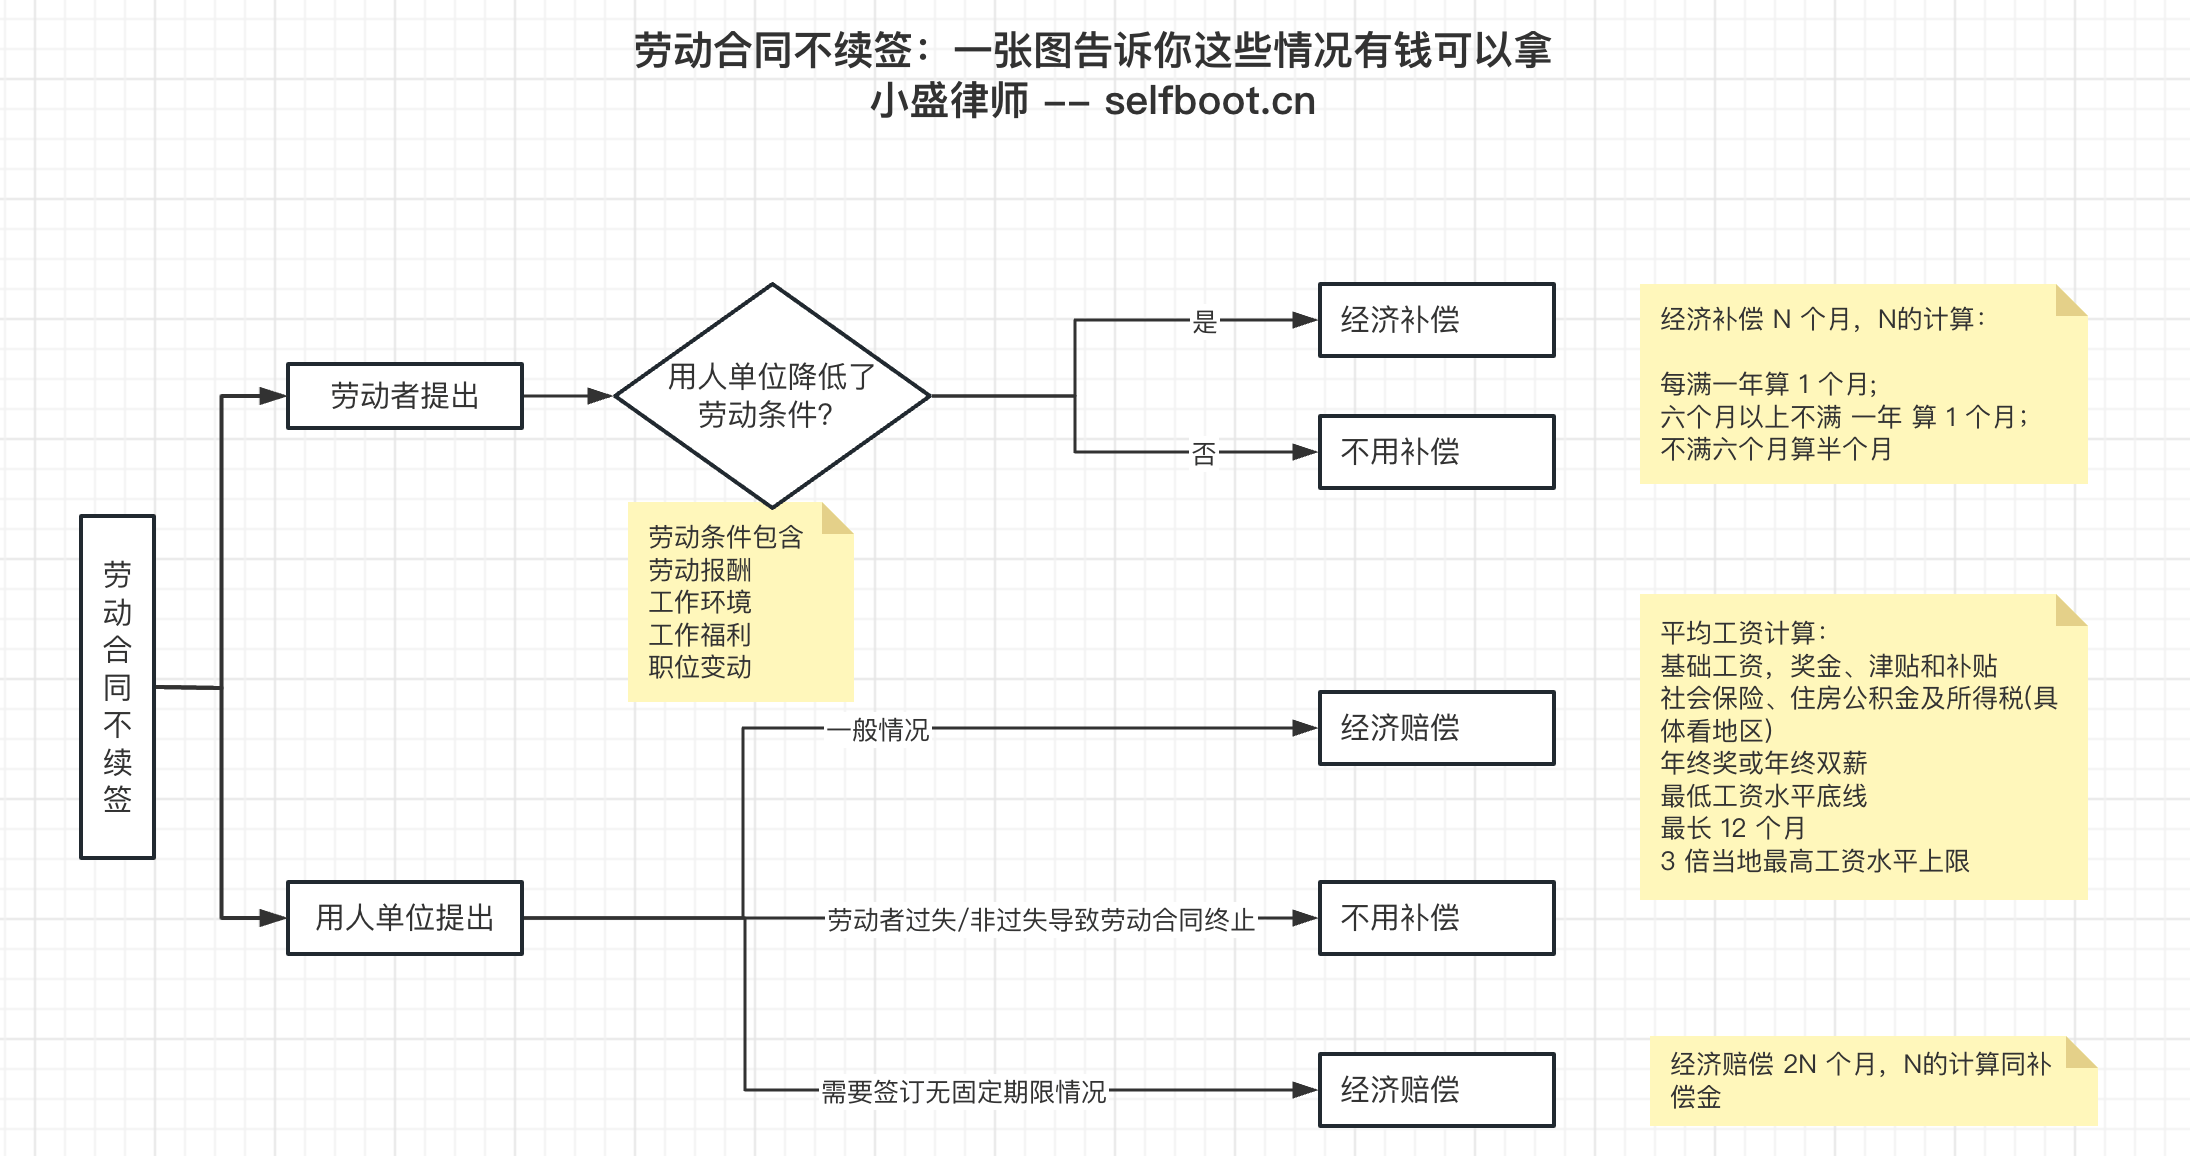 劳动合同不续签：一张图告诉你这些情况有钱可以拿
小盛律师 -- selfboot.cn
劳动合同不续签
劳动者提出
用人单位降低了
劳动条件？
是
经济补偿
否
不用补偿
经济补偿 N 个月，N的计算：
每满一年算 1 个月；
六个月以上不满 一年 算 1 个月；
不满六个月算半个月
劳动条件包含
劳动报酬
工作环境
工作福利
职位变动
用人单位提出
一般情况
经济赔偿
劳动者过失/非过失导致劳动合同终止
不用补偿
需要签订无固定期限情况
经济赔偿
平均工资计算：
基础工资，奖金、津贴和补贴
社会保险、住房公积金及所得税(具
体看地区)
年终奖或年终双薪
最低工资水平底线
最长 12 个月
3 倍当地最高工资水平上限
经济赔偿 2N 个月，N的计算同补
偿金